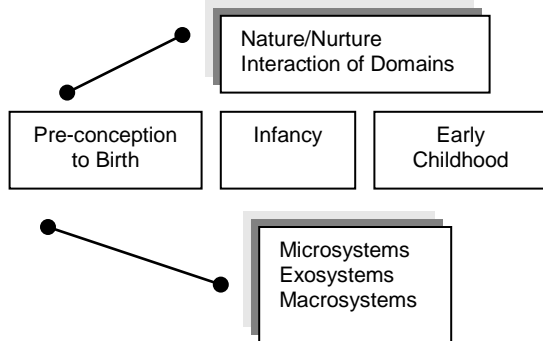 Nature/Nurture
Interaction of Domains
Pre-conception
to Birth
Infancy
Early
Childhood
Microsystems
Exosystems
Macrosystems